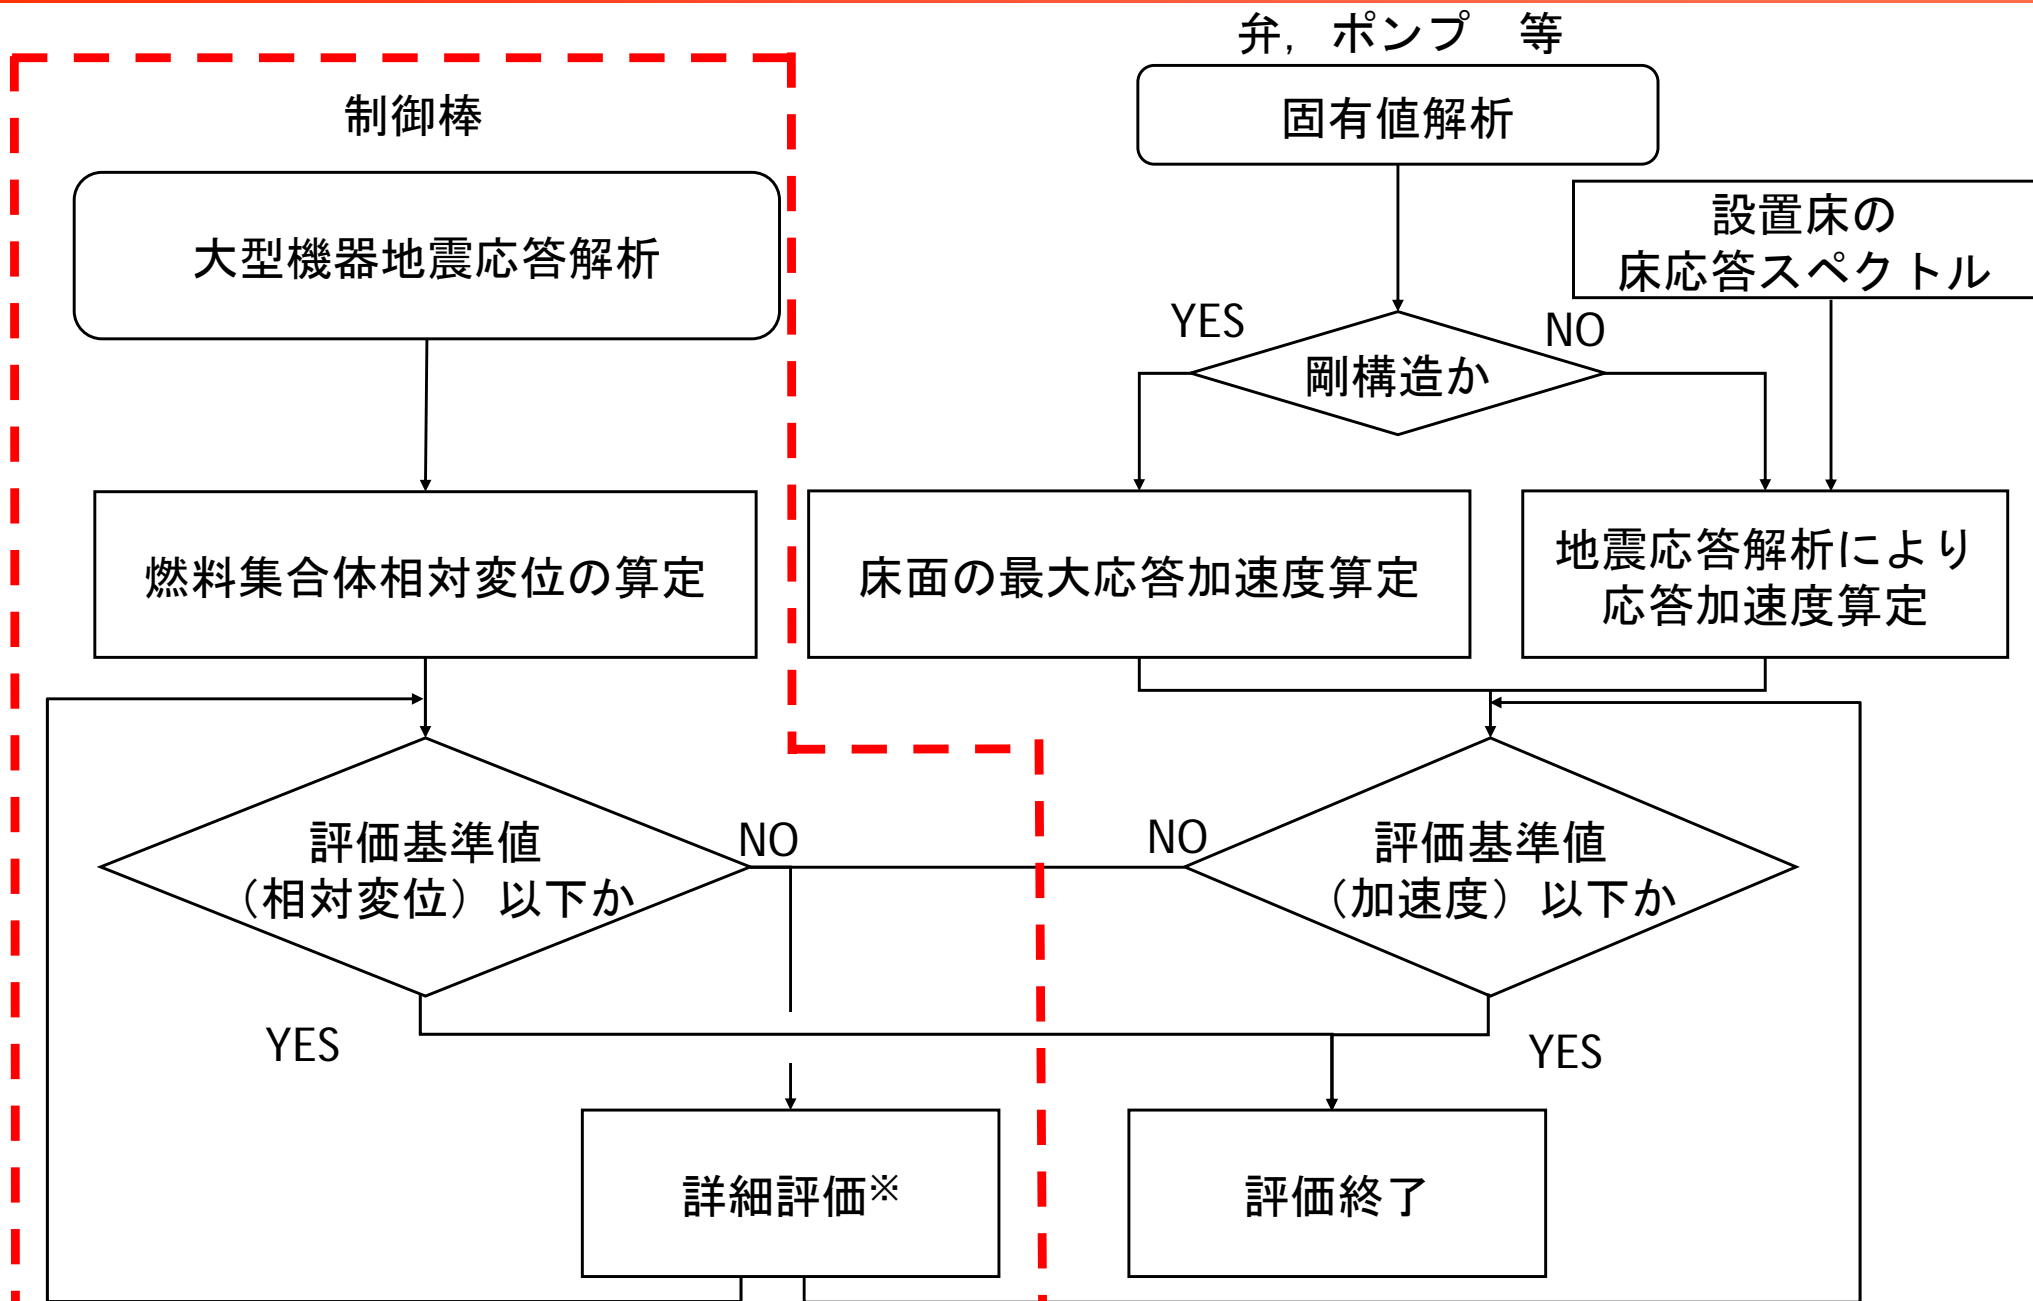 弁，ポンプ　等
制御棒
固有値解析
大型機器地震応答解析
設置床の
床応答スペクトル
YES
NO
剛構造か
燃料集合体相対変位の算定
床面の最大応答加速度算定
地震応答解析により
応答加速度算定
評価基準値
（相対変位）以下か
NO
NO
評価基準値
（加速度）以下か
YES
YES
詳細評価※
評価終了